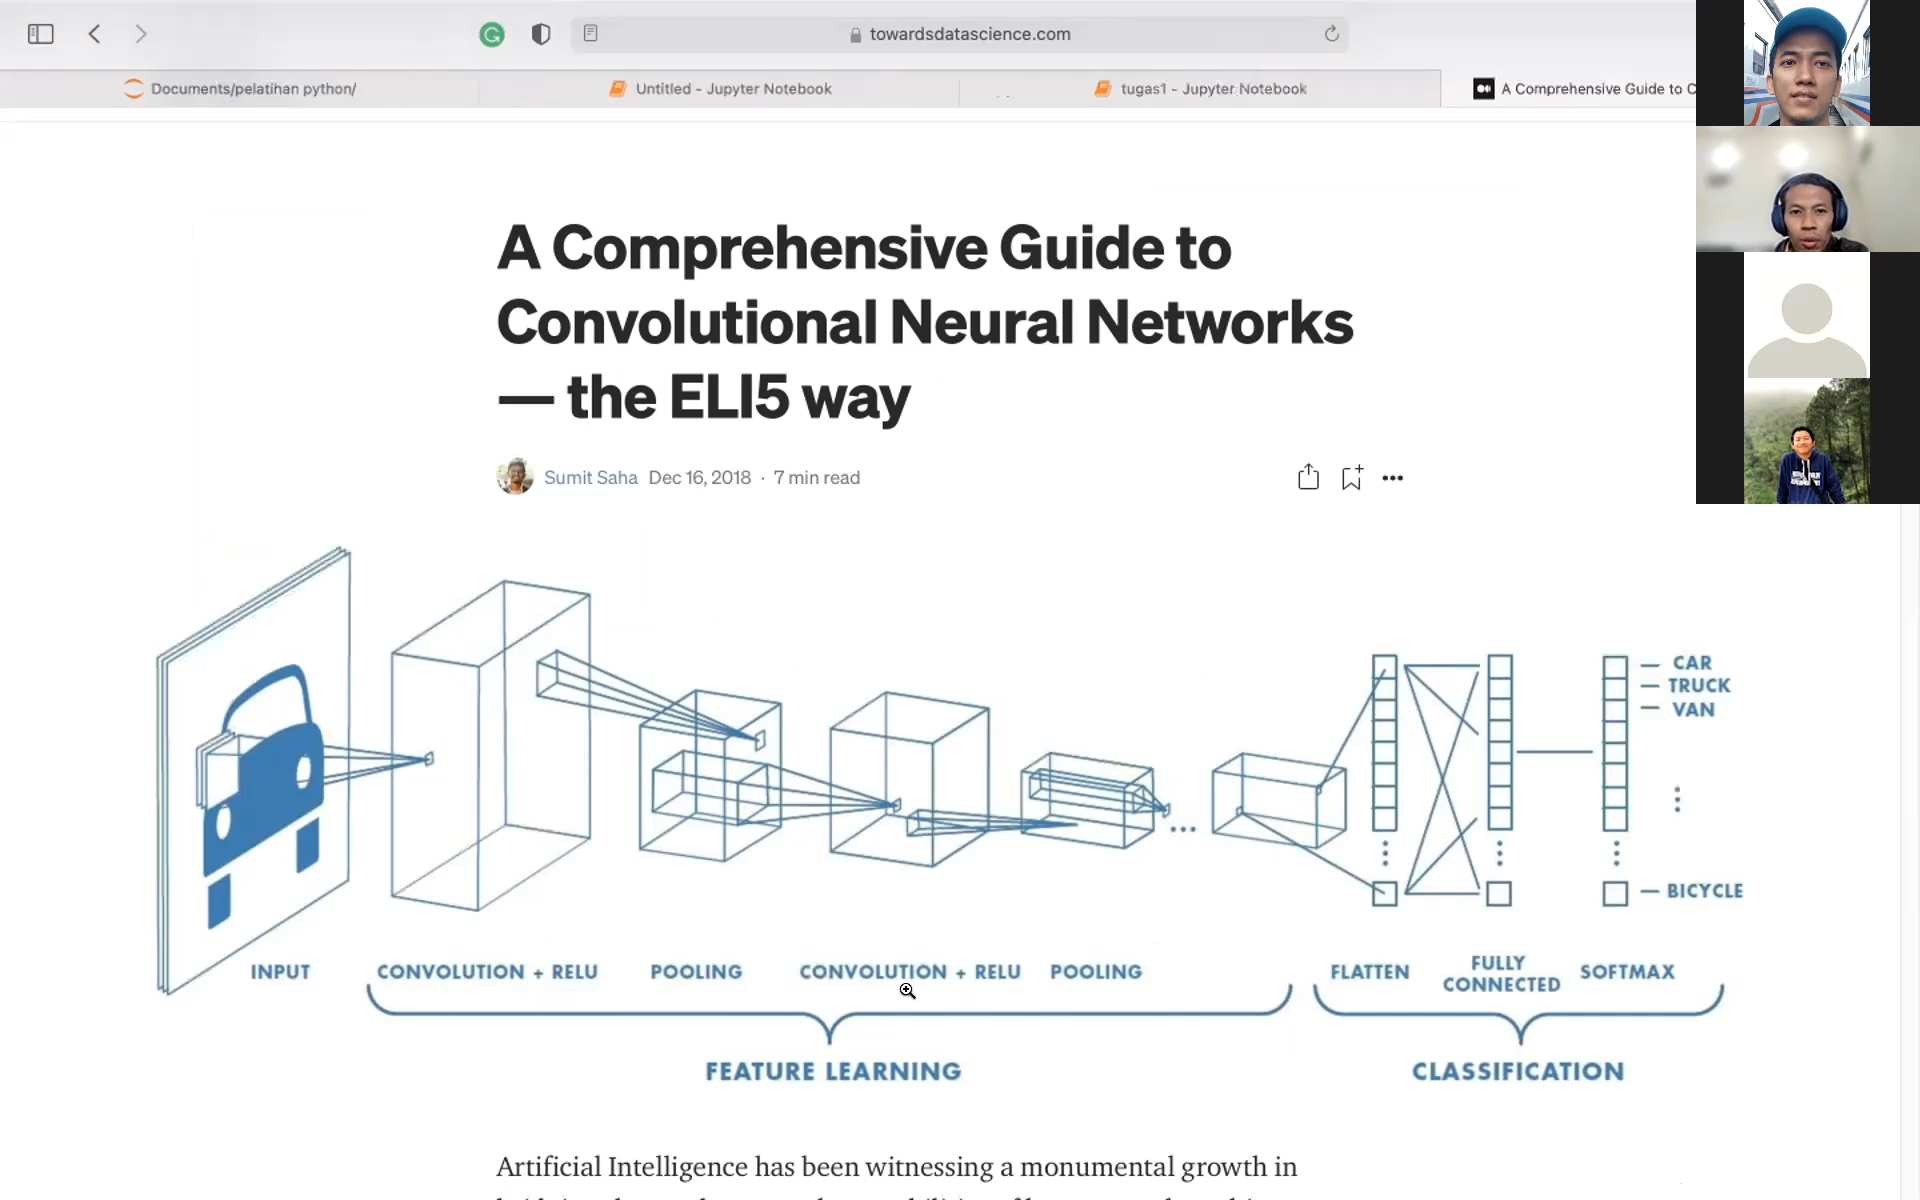 towardsdatascience.com
Documents/pelatihan python/
Untitled - Jupyter Notebook
tugas1 - Jupyter Notebook
A Comprehensive Guide to C
A Comprehensive Guide to
Convolutional Neural Networks
— the ELI5 way
Sumit Saha Dec 16, 2018 · 7 min read
CAR
TRUCK
VAN
BICYCLE
INPUT
CONVOLUTION + RELU
POOLING
CONVOLUTION + RELU
POOLING
FLATTEN
FULLY
CONNECTED
SOFTMAX
FEATURE LEARNING
CLASSIFICATION
Artificial Intelligence has been witnessing a monumental growth in